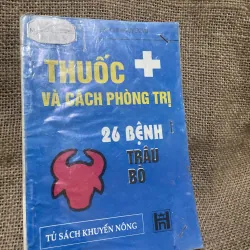 THUỐC
VÀ CÁCH PHÒNG TRỊ
26 BỆNH
TRÂU
BÒ
TỦ SÁCH KHUYẾN NÔNG